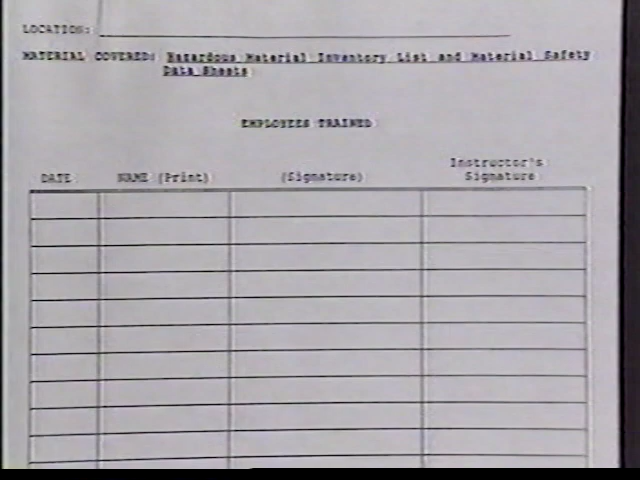 LOCATION:
MATERIAL COVERED: Hazardous Material Inventory List and Material Safety
Data Sheets
EMPLOYEES TRAINED
Instructor's
DATE NAME (Print) (Signature) Signature